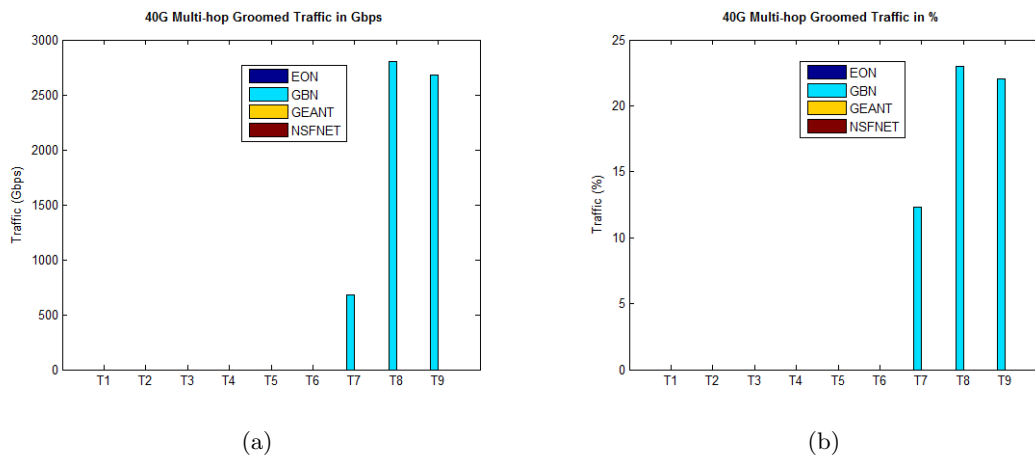 40G Multi-hop Groomed Traffic in Gbps
3000
2500
2000
1500
1000
500
0
Traffic (Gbps)
EON
GBN
GEANT
NSFNET
T1 T2 T3 T4 T5 T6 T7 T8 T9
(a)
40G Multi-hop Groomed Traffic in %
25
20
15
10
5
0
Traffic (%)
EON
GBN
GEANT
NSFNET
T1 T2 T3 T4 T5 T6 T7 T8 T9
(b)